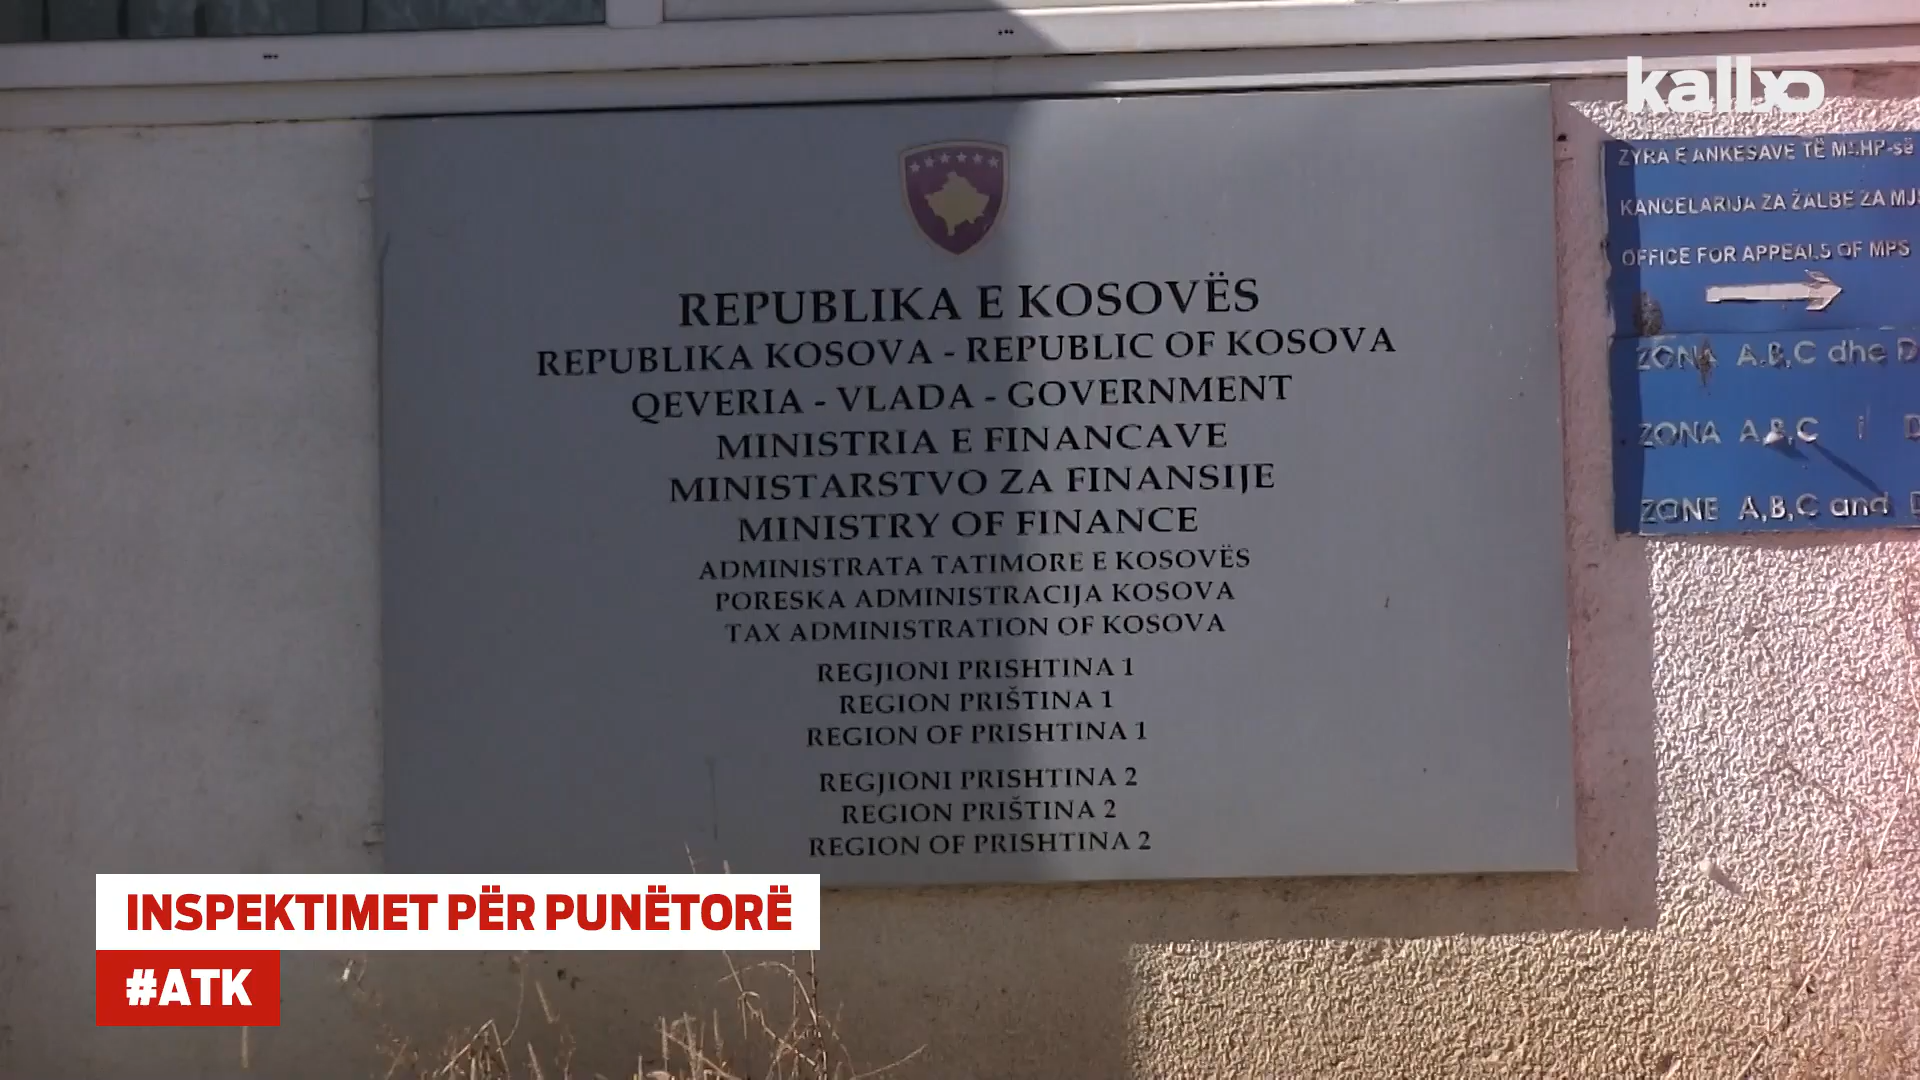 kallxo
REPUBLIKA E KOSOVËS
REPUBLIKA KOSOVA - REPUBLIC OF KOSOVA
QEVERIA - VLADA - GOVERNMENT
MINISTRIA E FINANCAVE
MINISTARSTVO ZA FINANSIJE
MINISTRY OF FINANCE
ADMINISTRATA TATIMORE E KOSOVËS
PORESKA ADMINISTRACIJA KOSOVA
TAX ADMINISTRATION OF KOSOVA
REGJIONI PRISHTINA 1
REGION PRIŠTINA 1
REGION OF PRISHTINA 1
REGJIONI PRISHTINA 2
REGION PRIŠTINA 2
REGION OF PRISHTINA 2
ZYRA E ANKESAVE TË
KANCELARIJA ZA ŽALBE ZA
OFFICE FOR APPEALS OF MPS
ZONA A,B,C dhe D
ZONA A,B,C i D
ZONE A,B,C and D
INSPEKTIMET PËR PUNËTORË
#ATK